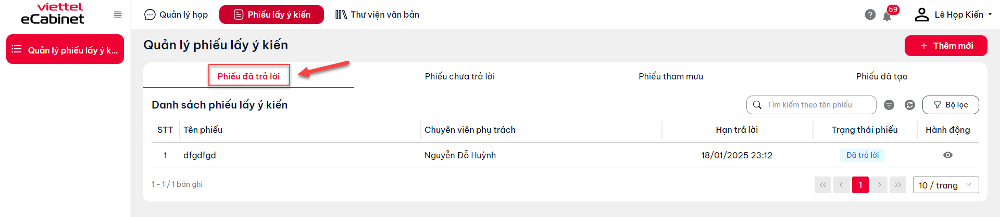 viettel
eCabinet
Quản lý họp
Phiếu lấy ý kiến
Thư viện văn bản
59
Lê Họp Kiến
Quản lý phiếu lấy ý k...
Quản lý phiếu lấy ý kiến
Thêm mới
Phiếu đã trả lời
Phiếu chưa trả lời
Phiếu tham mưu
Phiếu đã tạo
Danh sách phiếu lấy ý kiến
Tìm kiếm theo tên phiếu
Bộ lọc
STT Tên phiếu Chuyên viên phụ trách Hạn trả lời Trạng thái phiếu Hành động
1 dfgdfgd Nguyễn Đỗ Huỳnh 18/01/2025 23:12 Đã trả lời
1 - 1 / 1 bản ghi
1
10 / trang